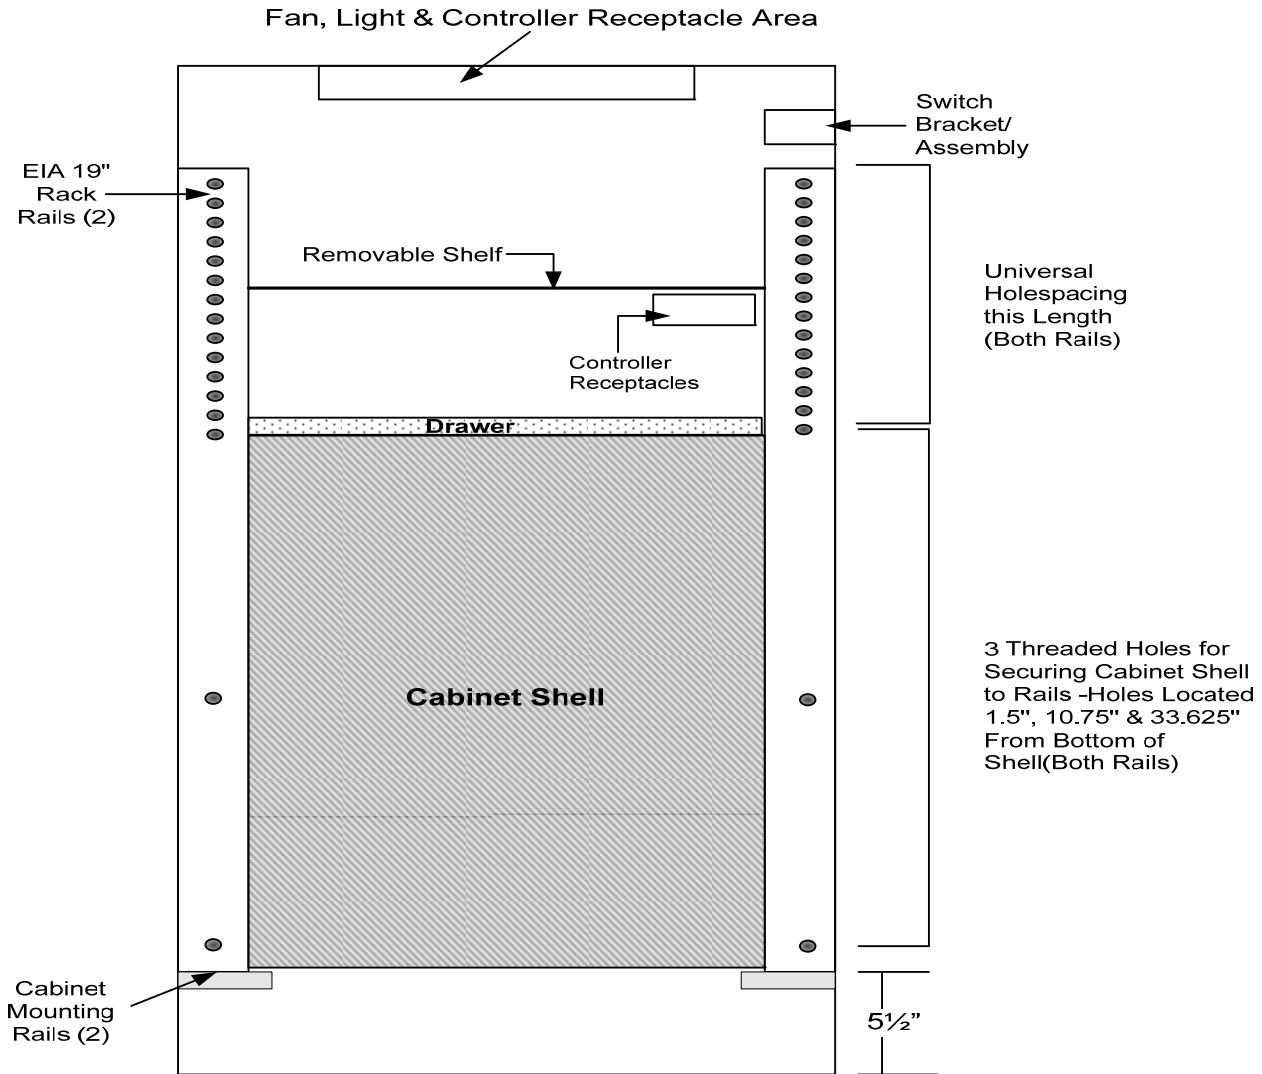 Fan, Light & Controller Receptacle Area
Switch
Bracket/
Assembly
EIA 19"
Rack
Rails (2)
Removable Shelf
Universal
Holespacing
this Length
(Both Rails)
Controller
Receptacles
Drawer
3 Threaded Holes for
Securing Cabinet Shell
to Rails -Holes Located
1.5", 10.75" & 33.625"
From Bottom of
Shell(Both Rails)
Cabinet Shell
Cabinet
Mounting
Rails (2)
5½”